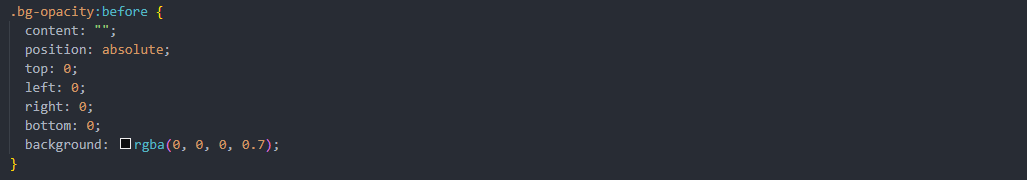 .bg-opacity:before {
content: "";
position: absolute;
top: 0;
left: 0;
right: 0;
bottom: 0;
background: rgba(0, 0, 0, 0.7);
}